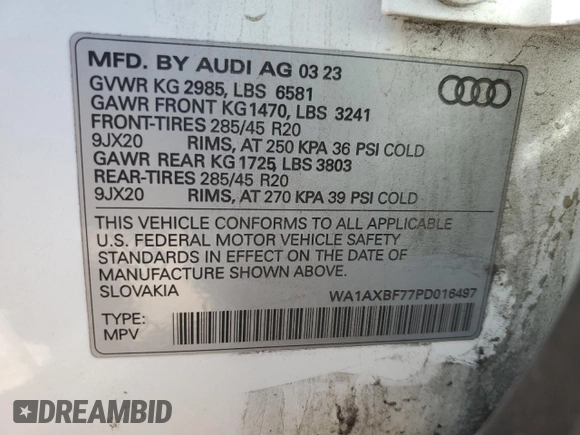 MFD. BY AUDI AG 03 23
GVWR KG 2985, LBS 6581
GAWR FRONT KG 1470, LBS 3241
FRONT-TIRES 285/45 R20
9JX20 RIMS, AT 250 KPA 36 PSI COLD
GAWR REAR KG 1725, LBS 3803
REAR-TIRES 285/45 R20
9JX20 RIMS, AT 270 KPA 39 PSI COLD
THIS VEHICLE CONFORMS TO ALL APPLICABLE
U.S. FEDERAL MOTOR VEHICLE SAFETY
STANDARDS IN EFFECT ON THE DATE OF
MANUFACTURE SHOWN ABOVE.
SLOVAKIA WA1AXBF77PD016497
TYPE:
MPV
DREAMBID